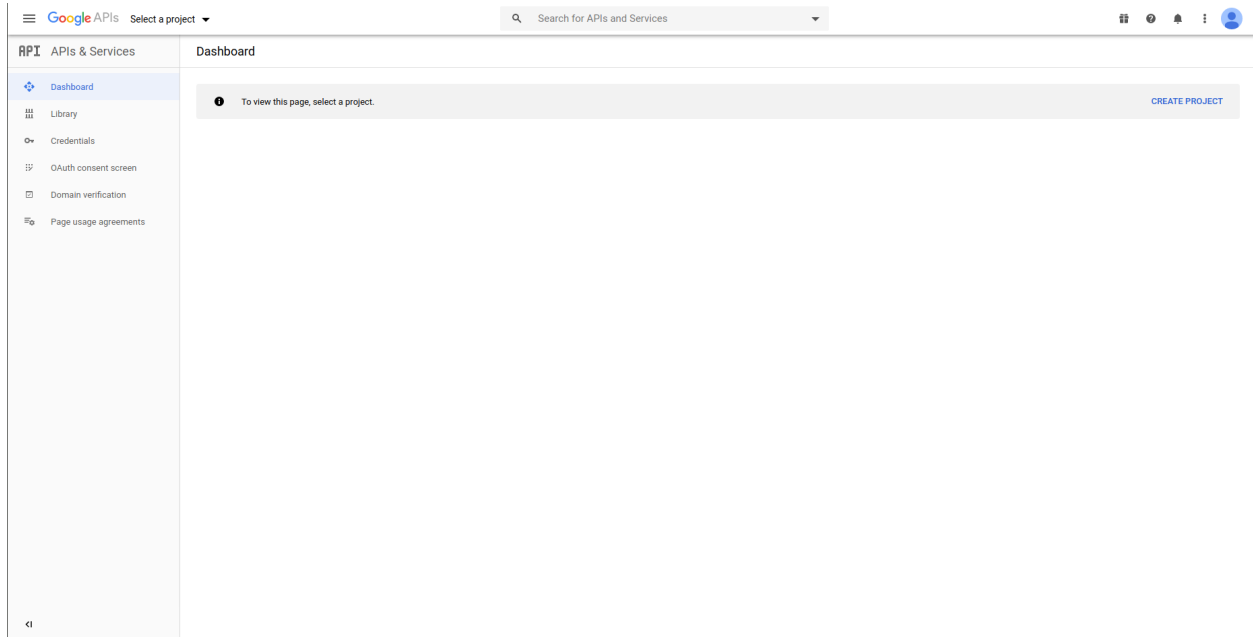 Google APIs Select a project Search for APIs and Services
API APIs & Services
Dashboard
Dashboard
Library
Credentials
OAuth consent screen
Domain verification
Page usage agreements
To view this page, select a project. CREATE PROJECT